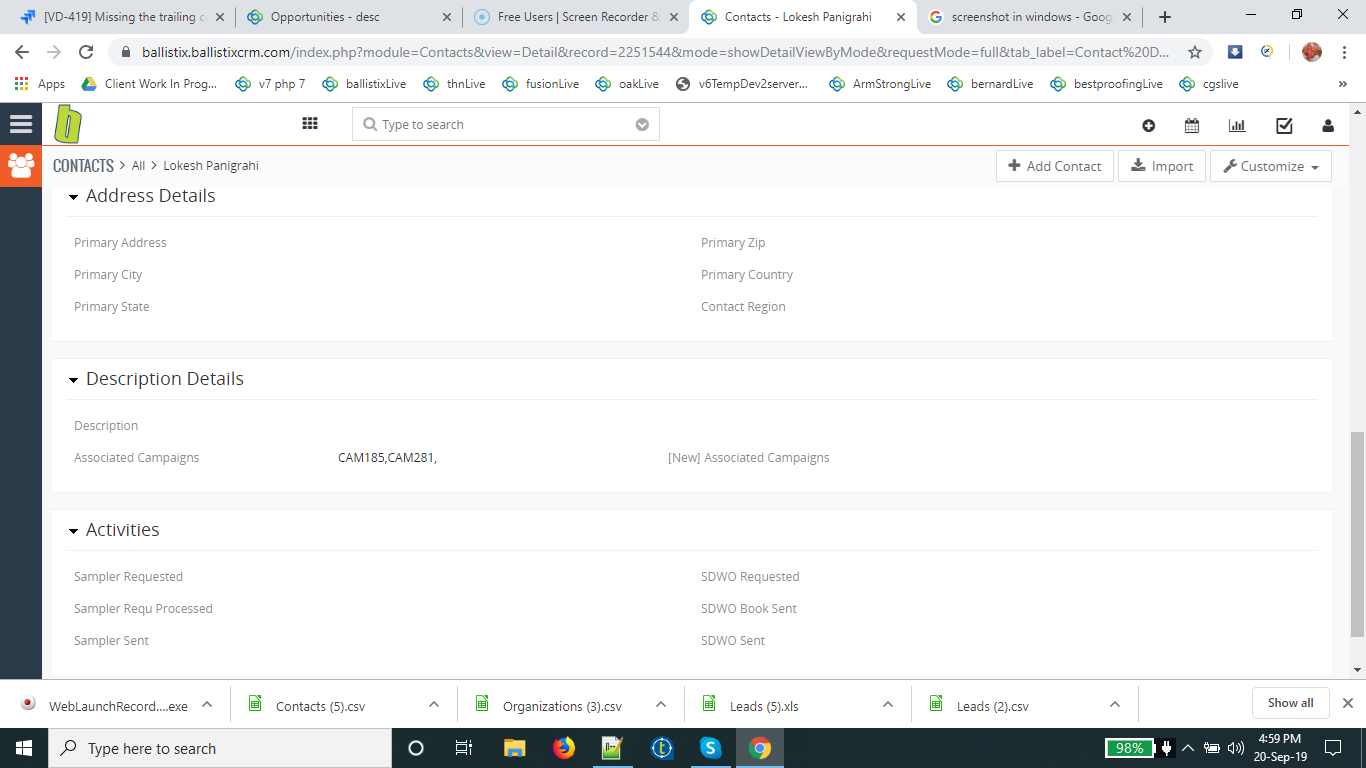 [VD-419] Missing the trailing c
Opportunities - desc
Free Users | Screen Recorder &
Contacts - Lokesh Panigrahi
screenshot in windows - Goog
ballistix.ballistixcrm.com/index.php?module=Contacts&view=Detail&record=2251544&mode=showDetailViewByMode&requestMode=full&tab_label=Contact%20D...
Apps
Client Work In Prog...
v7 php 7
ballistixLive
thnLive
fusionLive
oakLive
v6TempDev2server...
ArmStrongLive
bernardLive
bestproofingLive
cgslive
»
b
Type to search
CONTACTS > All > Lokesh Panigrahi
+ Add Contact
Import
Customize
Address Details
Primary Address
Primary Zip
Primary City
Primary Country
Primary State
Contact Region
Description Details
Description
Associated Campaigns CAM185,CAM281, [New] Associated Campaigns
Activities
Sampler Requested
SDWO Requested
Sampler Requ Processed
SDWO Book Sent
Sampler Sent
SDWO Sent
WebLaunchRecord....exe
Contacts (5).csv
Organizations (3).csv
Leads (5).xls
Leads (2).csv
Show all
Type here to search
98%
4:59 PM
20-Sep-19